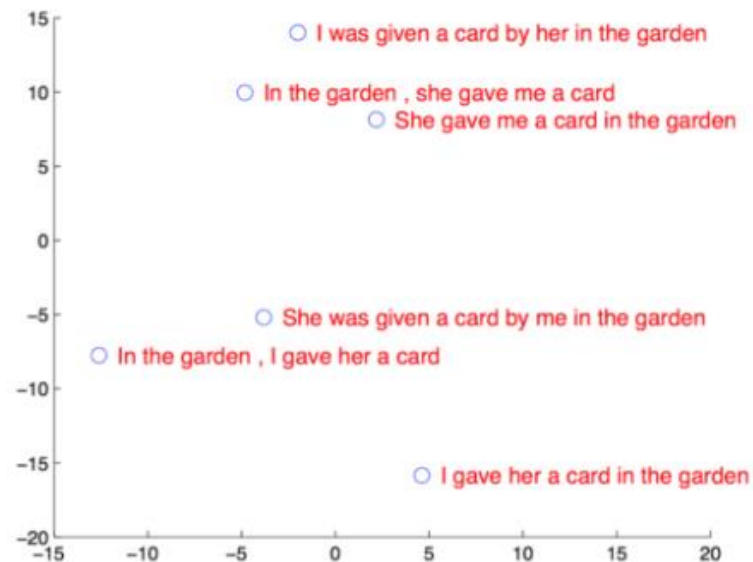 15
I was given a card by her in the garden
10
In the garden , she gave me a card
She gave me a card in the garden
5
0
−5
She was given a card by me in the garden
In the garden , I gave her a card
−10
−15
I gave her a card in the garden
−20
−15 −10 −5 0 5 10 15 20